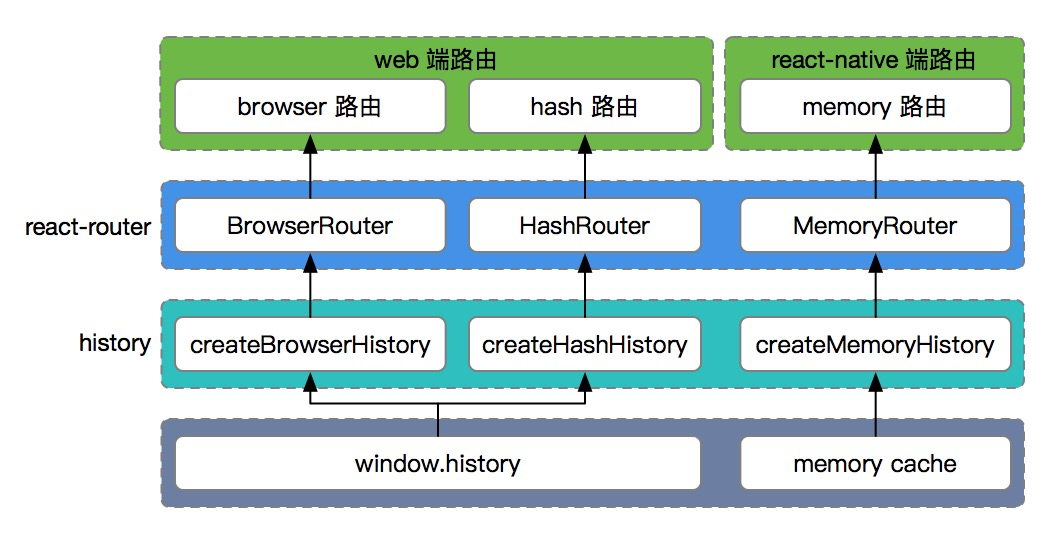 web 端路由
react-native 端路由
browser 路由
hash 路由
memory 路由
react-router
BrowserRouter
HashRouter
MemoryRouter
history
createBrowserHistory
createHashHistory
createMemoryHistory
window.history
memory cache